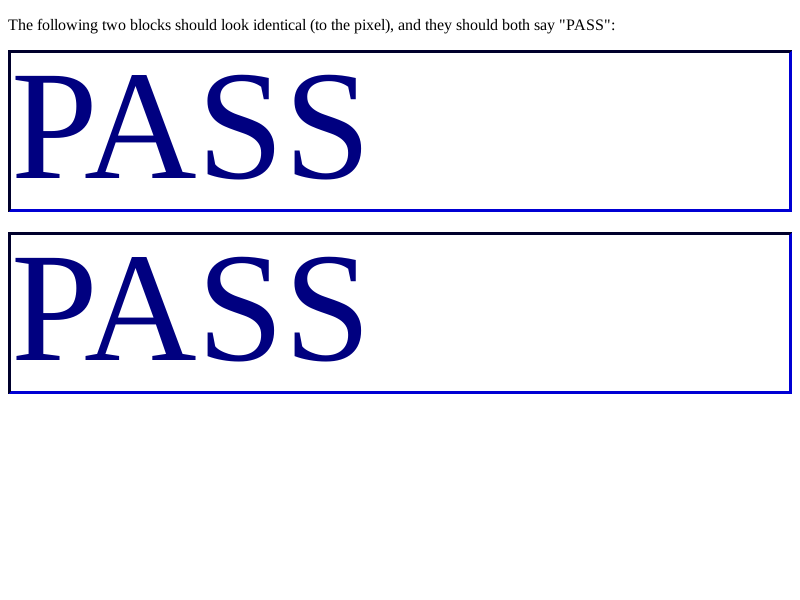 The following two blocks should look identical (to the pixel), and they should both say "PASS":
PASS
PASS